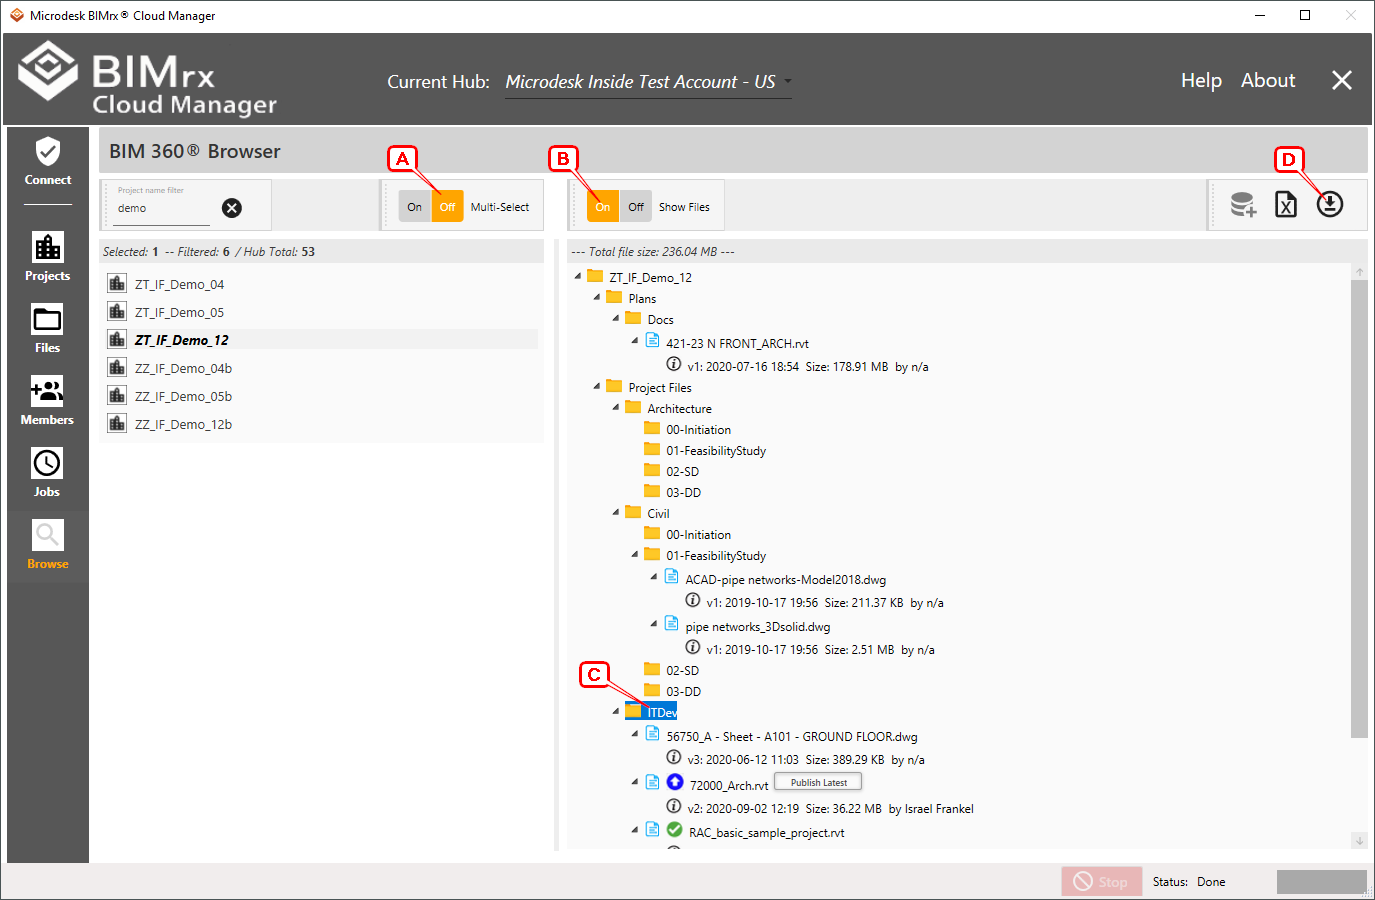 Microdesk BIMrx® Cloud Manager
BIMrx
Cloud Manager
Current Hub: Microdesk Inside Test Account - US
Help About
Connect
Projects
Files
Members
Jobs
Browse
BIM 360® Browser
A
B
D
Project name filter
demo
On Off Multi-Select
On Off Show Files
Selected: 1 -- Filtered: 6 / Hub Total: 53
ZT_IF_Demo_04
ZT_IF_Demo_05
ZT_IF_Demo_12
ZZ_IF_Demo_04b
ZZ_IF_Demo_05b
ZZ_IF_Demo_12b
--- Total file size: 236.04 MB ---
ZT_IF_Demo_12
Plans
Docs
421-23 N FRONT_ARCH.rvt
v1: 2020-07-16 18:54 Size: 178.91 MB by n/a
Project Files
Architecture
00-Initiation
01-FeasibilityStudy
02-SD
03-DD
Civil
00-Initiation
01-FeasibilityStudy
ACAD-pipe networks-Model2018.dwg
v1: 2019-10-17 19:56 Size: 211.37 KB by n/a
pipe networks_3Dsolid.dwg
v1: 2019-10-17 19:56 Size: 2.51 MB by n/a
02-SD
C
03-DD
ITDev
56750_A - Sheet - A101 - GROUND FLOOR.dwg
v3: 2020-06-12 11:03 Size: 389.29 KB by n/a
72000_Arch.rvt Publish Latest
v2: 2020-09-02 12:19 Size: 36.22 MB by Israel Frankel
RAC_basic_sample_project.rvt
Stop Status: Done